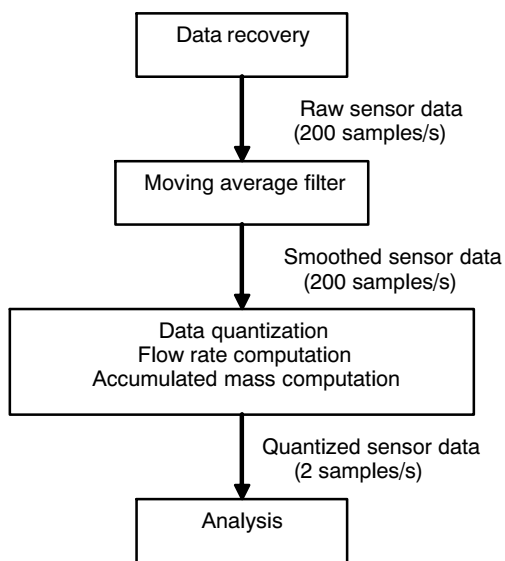 Data recovery
Raw sensor data
(200 samples/s)
Moving average filter
Smoothed sensor data
(200 samples/s)
Data quantization
Flow rate computation
Accumulated mass computation
Quantized sensor data
(2 samples/s)
Analysis